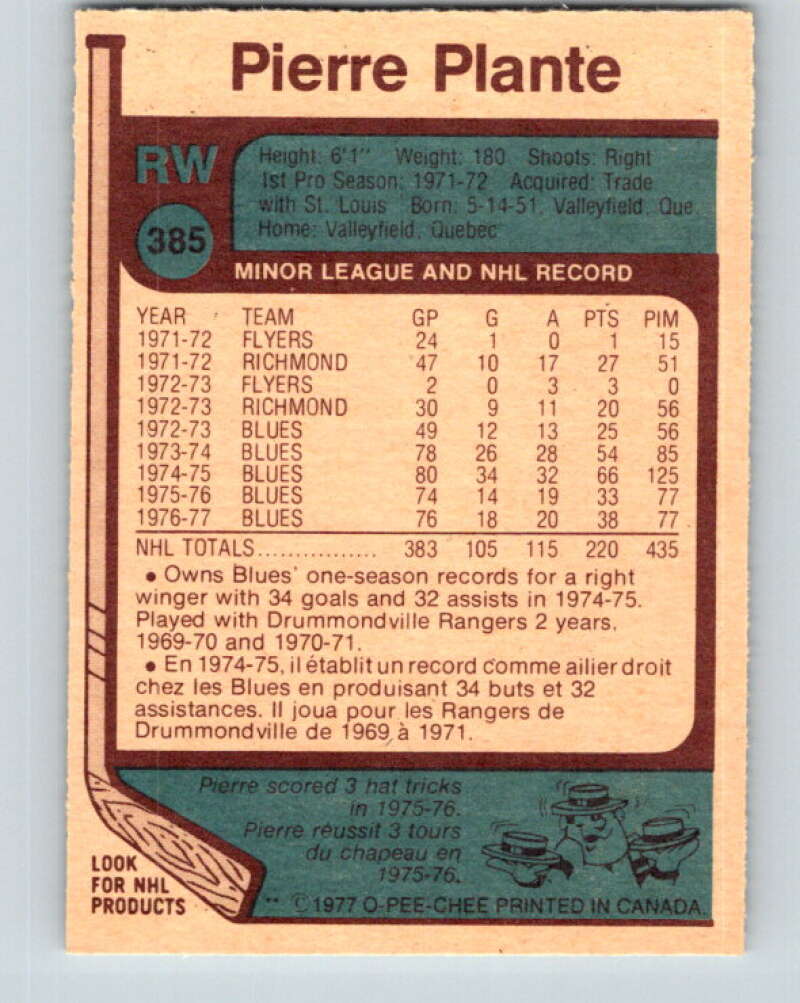 Pierre Plante
RW
Height: 6'1" Weight: 180 Shoots: Right
1st Pro Season: 1971-72 Acquired: Trade
with St. Louis Born: 5-14-51, Valleyfield, Que.
Home: Valleyfield, Quebec
385
MINOR LEAGUE AND NHL RECORD
YEAR TEAM GP G A PTS PIM
1971-72 FLYERS 24 1 0 1 15
1971-72 RICHMOND 47 10 17 27 51
1972-73 FLYERS 2 0 3 3 0
1972-73 RICHMOND 30 9 11 20 56
1972-73 BLUES 49 12 13 25 56
1973-74 BLUES 78 26 28 54 85
1974-75 BLUES 80 34 32 66 125
1975-76 BLUES 74 14 19 33 77
1976-77 BLUES 76 18 20 38 77
NHL TOTALS................ 383 105 115 220 435
• Owns Blues' one-season records for a right
winger with 34 goals and 32 assists in 1974-75.
Played with Drummondville Rangers 2 years,
1969-70 and 1970-71.
• En 1974-75, il établit un record comme ailier droit
chez les Blues en produisant 34 buts et 32
assistances. Il joua pour les Rangers de
Drummondville de 1969 à 1971.
Pierre scored 3 hat tricks
in 1975-76.
Pierre réussit 3 tours
du chapeau en
1975-76.
LOOK
FOR NHL
PRODUCTS
** ©1977 O-PEE-CHEE PRINTED IN CANADA.